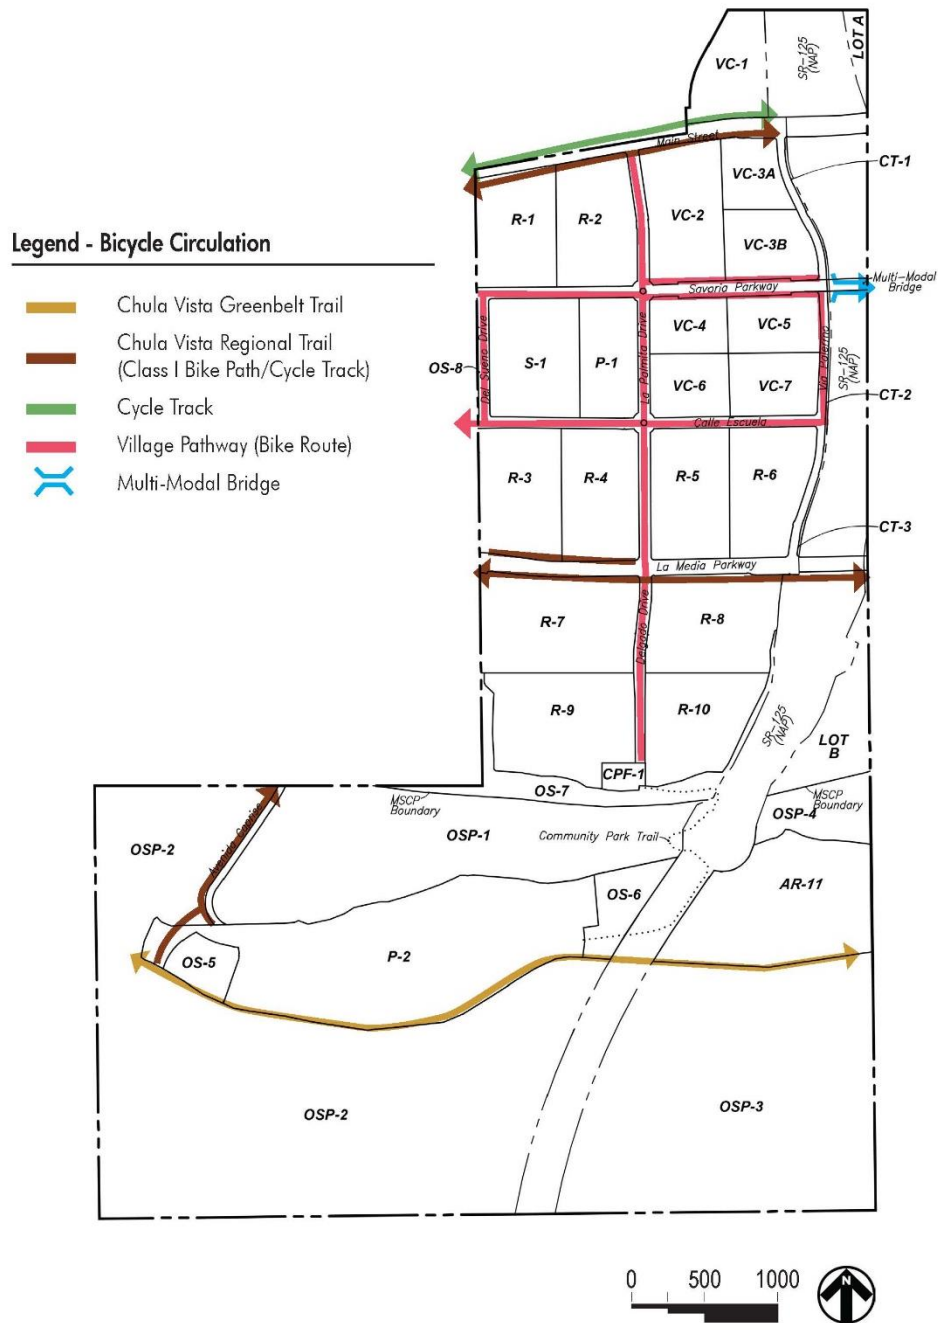 VC-1
SR-125
(NAP)
LOT A
Main Street
CT-1
VC-3A
R-1
R-2
VC-2
VC-3B
Legend - Bicycle Circulation
Chula Vista Greenbelt Trail
Chula Vista Regional Trail
(Class I Bike Path/Cycle Track)
Cycle Track
Village Pathway (Bike Route)
Multi-Modal Bridge
Multi-Modal
Bridge
Savaria Parkway
VC-4
VC-5
OS-8
Del Sueno Drive
S-1
P-1
La Palmita Drive
Via Palermo
SR-125
(NAP)
VC-6
VC-7
CT-2
Calle Escuela
R-3
R-4
R-5
R-6
CT-3
La Media Parkway
R-7
Delgado Drive
R-8
R-9
R-10
SR-125
(NAP)
LOT
B
CPF-1
OS-7
MSCP
Boundary
MSCP
Boundary
OSP-4
OSP-2
Avenida Caprise
OSP-1
Community Park Trail
OS-6
AR-11
OS-5
P-2
OSP-2
OSP-3
0 500 1000
N